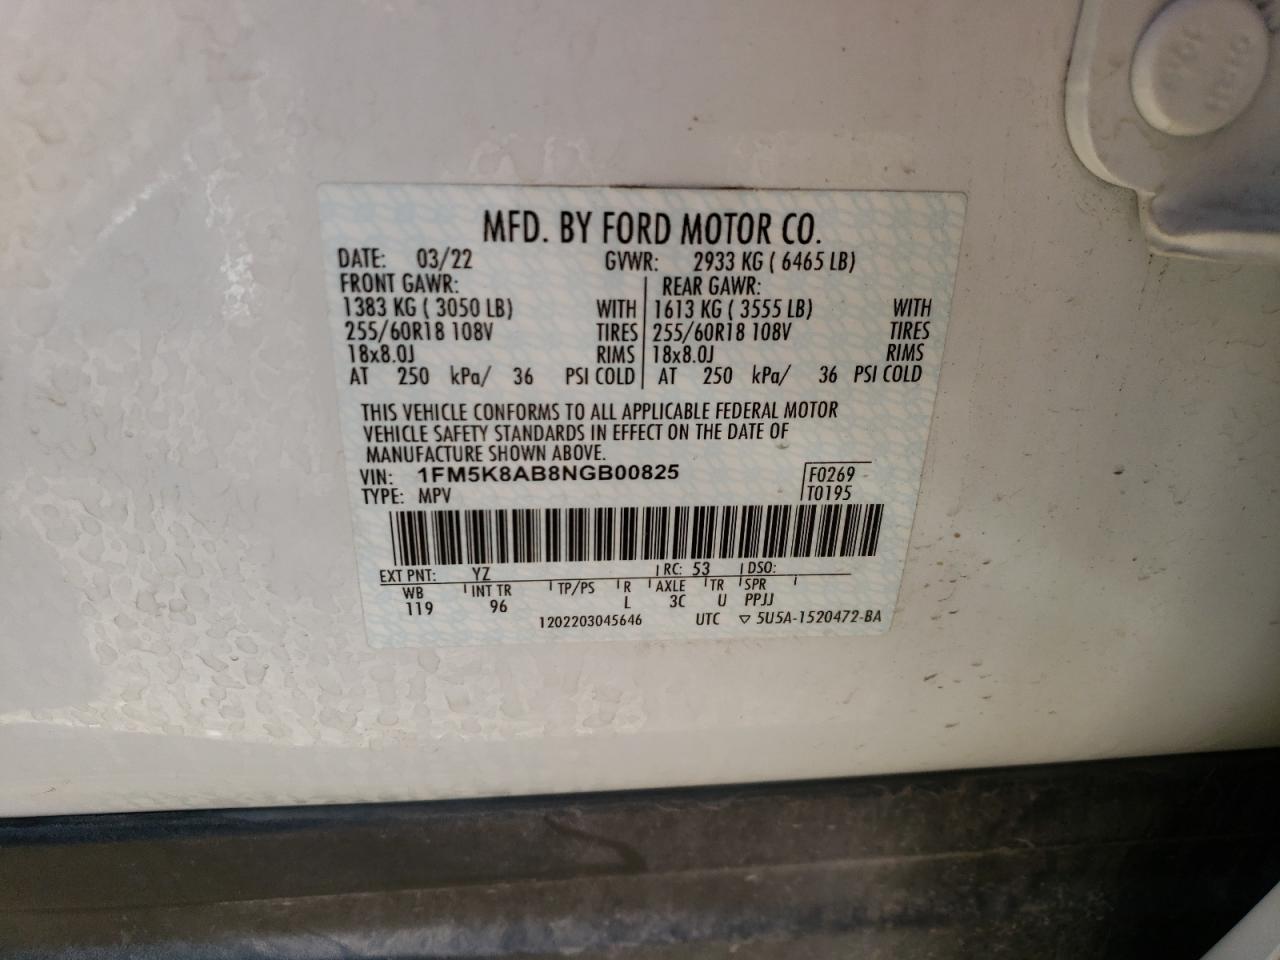 MFD. BY FORD MOTOR CO.
DATE: 03/22 GVWR: 2933 KG ( 6465 LB)
FRONT GAWR: REAR GAWR:
1383 KG ( 3050 LB) WITH 1613 KG ( 3555 LB) WITH
255/60R18 108V TIRES 255/60R18 108V TIRES
18x8.0J RIMS 18x8.0J RIMS
AT 250 kPa/ 36 PSI COLD AT 250 kPa/ 36 PSI COLD
THIS VEHICLE CONFORMS TO ALL APPLICABLE FEDERAL MOTOR
VEHICLE SAFETY STANDARDS IN EFFECT ON THE DATE OF
MANUFACTURE SHOWN ABOVE.
VIN: 1FM5K8AB8NGB00825 F0269
TYPE: MPV T0195
EXT PNT: YZ RC: 53 DSO:
WB INT TR TP/PS R AXLE TR SPR
119 96 L 3C U PPJJ
1202203045646 UTC ▽ 5U5A-1520472-BA